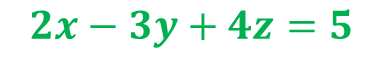 2x − 3y + 4z = 5